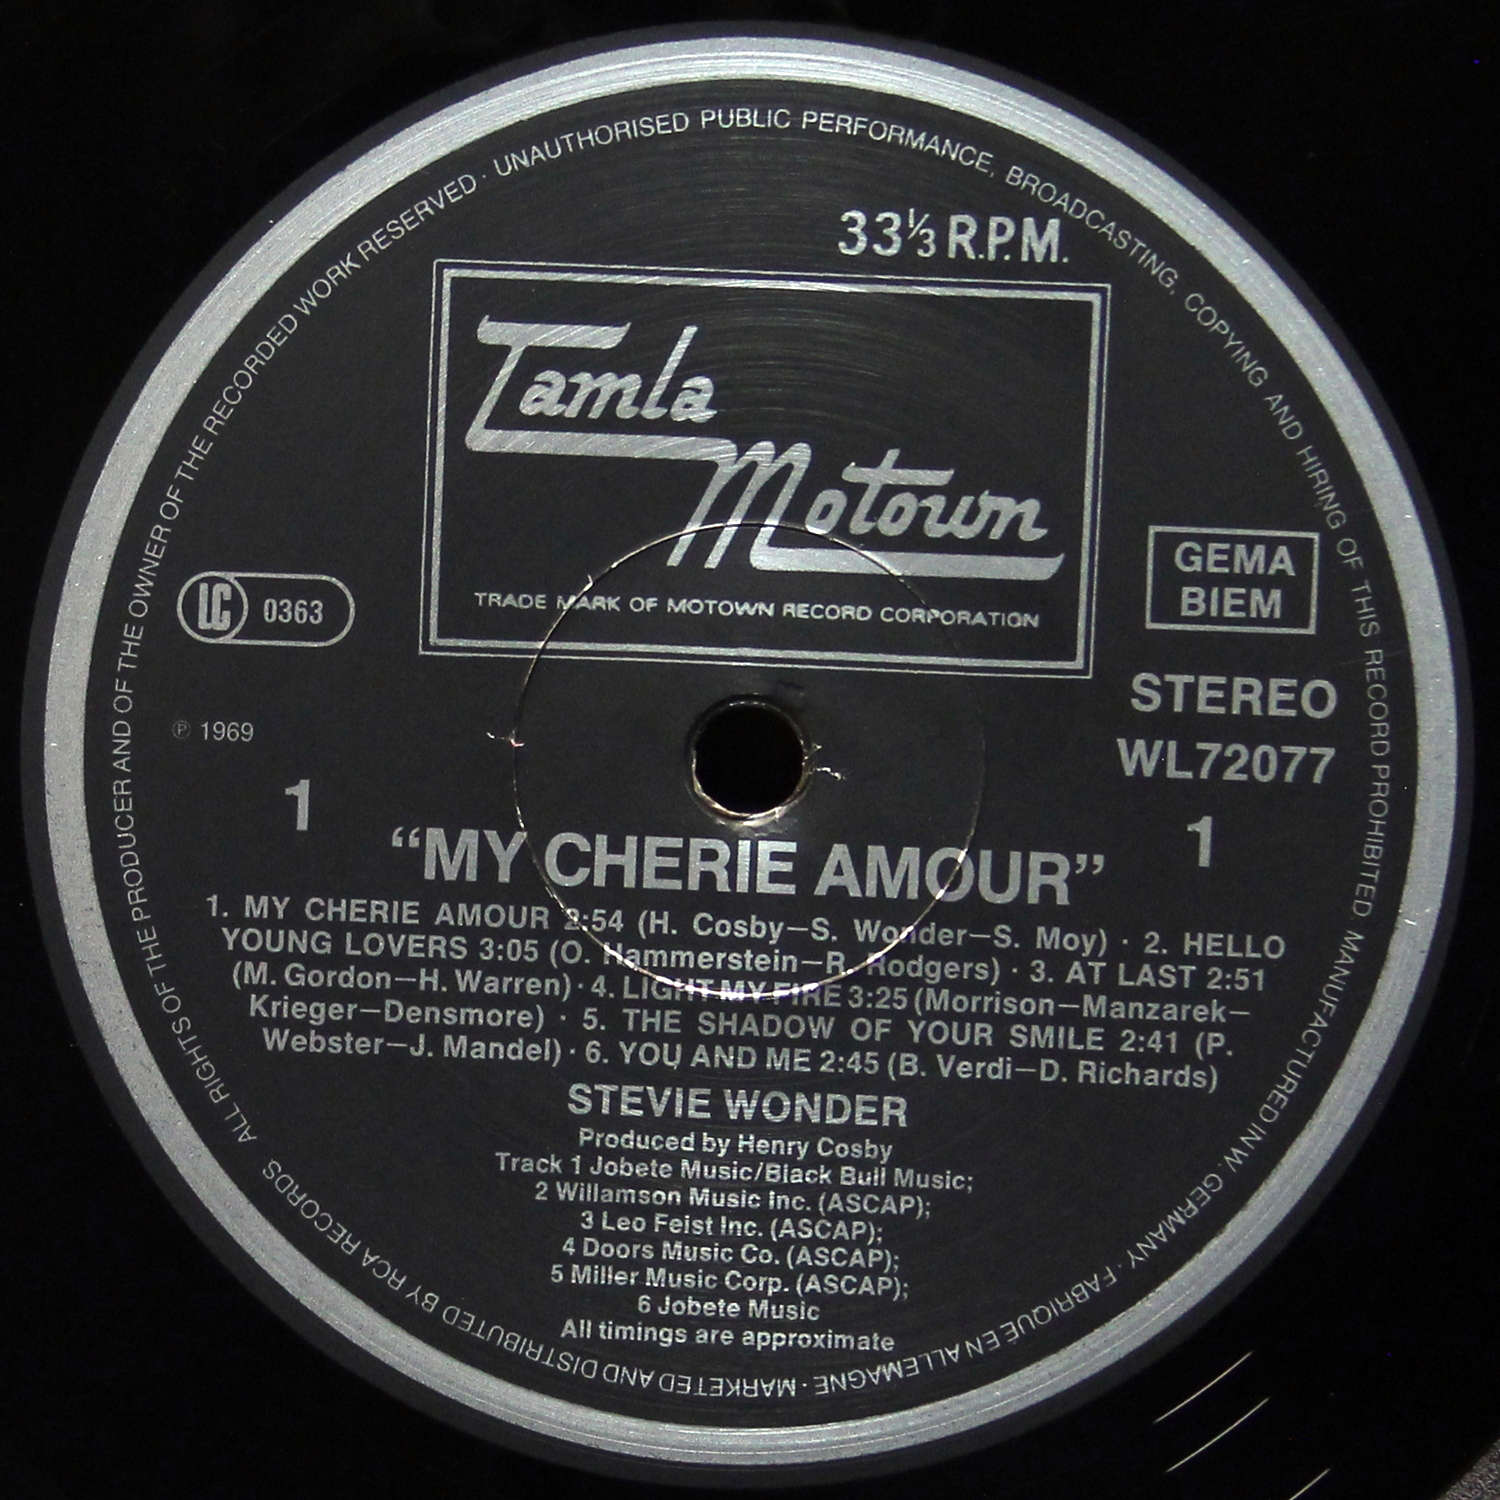 ALL RIGHTS OF THE PRODUCER AND OF THE OWNER OF THE RECORDED WORK RESERVED · UNAUTHORISED PUBLIC PERFORMANCE, BROADCASTING, COPYING AND HIRING OF THIS RECORD PROHIBITED. MANUFACTURED IN W. GERMANY · FABRIQUÉ EN ALLEMAGNE · MARKETED AND DISTRIBUTED BY RCA RECORDS
33⅓ R.P.M.
Tamla
Motown
TRADE MARK OF MOTOWN RECORD CORPORATION
LC 0363
GEMA
BIEM
STEREO
℗ 1969
WL72077
1
1
“MY CHERIE AMOUR”
1. MY CHERIE AMOUR 2:54 (H. Cosby—S. Wonder—S. Moy) · 2. HELLO
YOUNG LOVERS 3:05 (O. Hammerstein—R. Rodgers) · 3. AT LAST 2:51
(M. Gordon—H. Warren) · 4. LIGHT MY FIRE 3:25 (Morrison—Manzarek—
Krieger—Densmore) · 5. THE SHADOW OF YOUR SMILE 2:41 (P.
Webster—J. Mandel) · 6. YOU AND ME 2:45 (B. Verdi—D. Richards)
STEVIE WONDER
Produced by Henry Cosby
Track 1 Jobete Music/Black Bull Music;
2 Willamson Music Inc. (ASCAP);
3 Leo Feist Inc. (ASCAP);
4 Doors Music Co. (ASCAP);
5 Miller Music Corp. (ASCAP);
6 Jobete Music
All timings are approximate